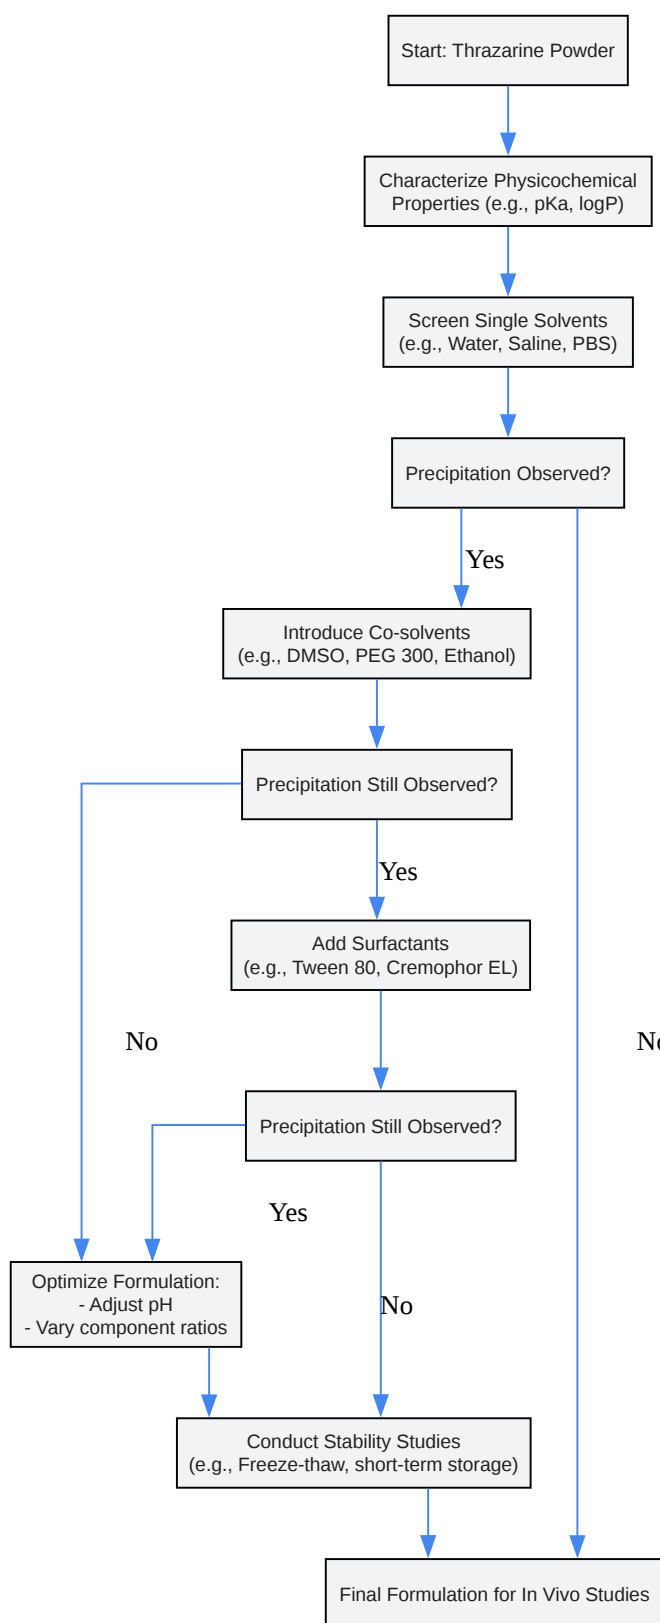 Start: Thrazarine Powder
Characterize Physicochemical
Properties (e.g., pKa, logP)
Screen Single Solvents
(e.g., Water, Saline, PBS)
Precipitation Observed?
Yes
Introduce Co-solvents
(e.g., DMSO, PEG 300, Ethanol)
Precipitation Still Observed?
Yes
Add Surfactants
(e.g., Tween 80, Cremophor EL)
No
No
Precipitation Still Observed?
Yes
Optimize Formulation:
- Adjust pH
- Vary component ratios
No
Conduct Stability Studies
(e.g., Freeze-thaw, short-term storage)
Final Formulation for In Vivo Studies